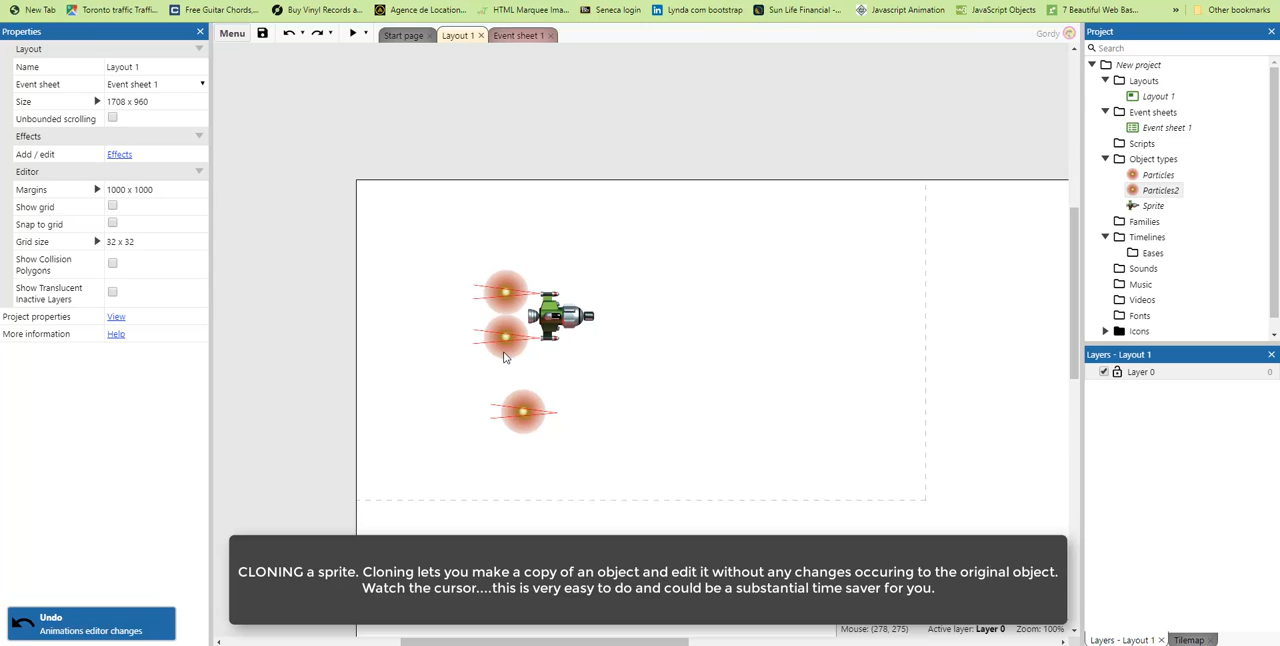 New Tab
Toronto traffic Traffi...
Free Guitar Chords,...
Buy Vinyl Records a...
Agence de Location...
HTML Marquee Ima...
Seneca login
Lynda com bootstrap
Sun Life Financial -...
Javascript Animation
JavaScript Objects
7 Beautiful Web Bas...
»
Other bookmarks
Properties
Menu
Start page
Layout 1
Event sheet 1
Gordy
Project
Layout
Name
Layout 1
Event sheet
Event sheet 1
Size
1708 x 960
Unbounded scrolling
Effects
Add / edit
Effects
Editor
Margins
1000 x 1000
Show grid
Snap to grid
Grid size
32 x 32
Show Collision
Polygons
Show Translucent
Inactive Layers
Project properties
View
More information
Help
Search
New project
Layouts
Layout 1
Event sheets
Event sheet 1
Scripts
Object types
Particles
Particles2
Sprite
Families
Timelines
Eases
Sounds
Music
Videos
Fonts
Icons
Layers - Layout 1
Layer 0
0
CLONING a sprite. Cloning lets you make a copy of an object and edit it without any changes occuring to the original object.
Watch the cursor....this is very easy to do and could be a substantial time saver for you.
Undo
Animations editor changes
Mouse: (278, 275)
Active layer: Layer 0
Zoom: 100%
Layers - Layout 1
Tilemap